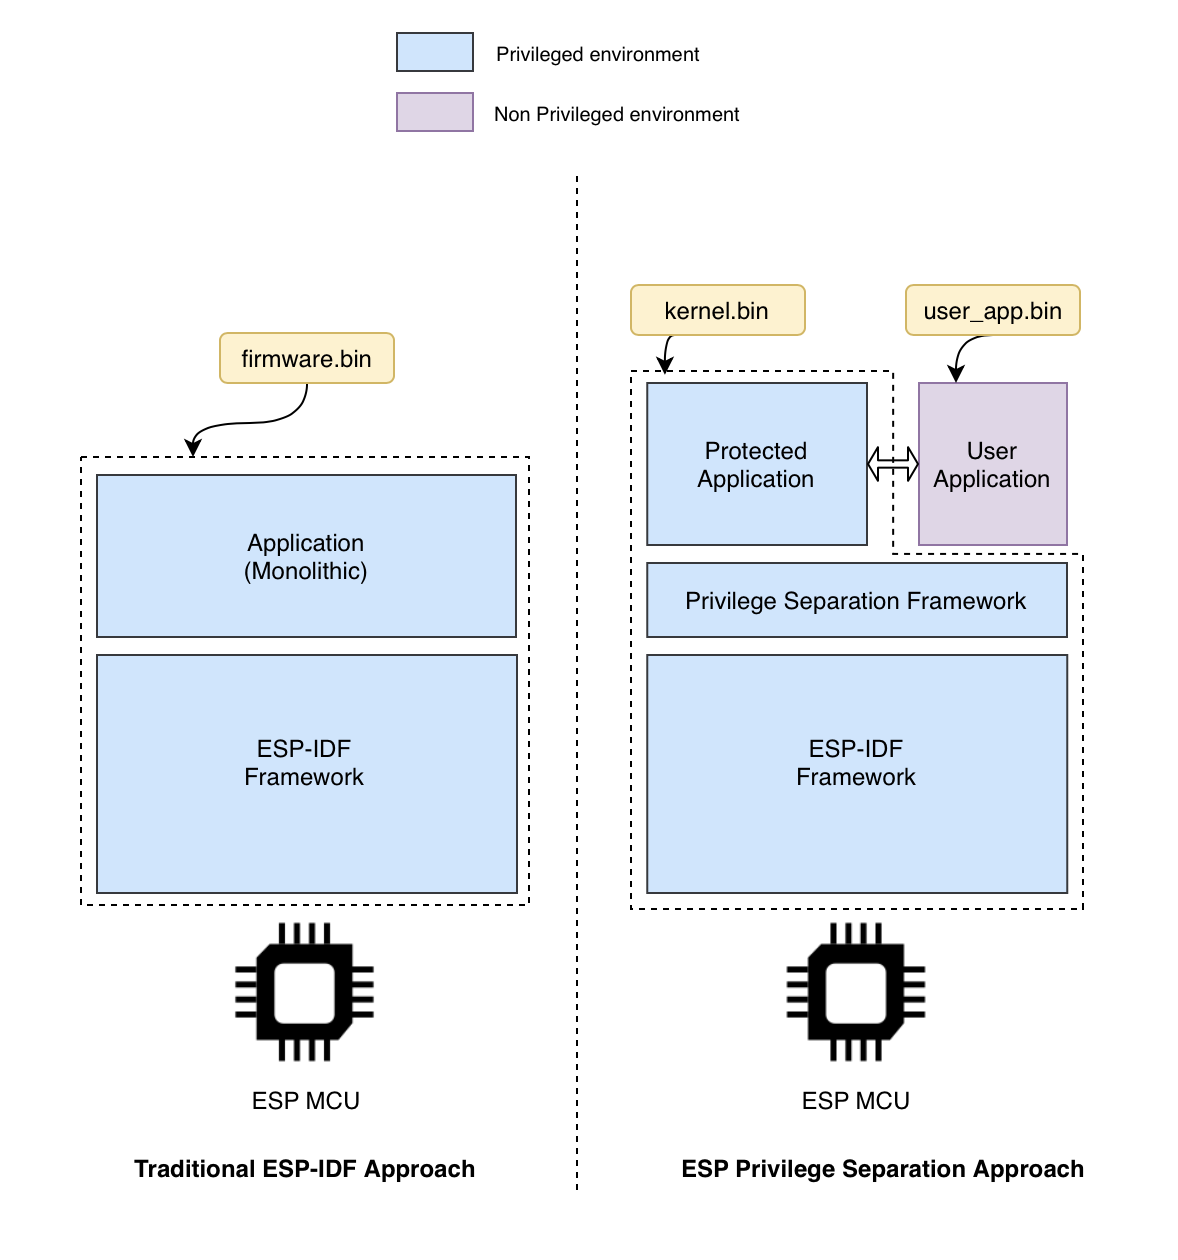 Privileged environment
Non Privileged environment
firmware.bin
Application
(Monolithic)
ESP-IDF
Framework
ESP MCU
Traditional ESP-IDF Approach
kernel.bin
user_app.bin
Protected
Application
User
Application
Privilege Separation Framework
ESP-IDF
Framework
ESP MCU
ESP Privilege Separation Approach